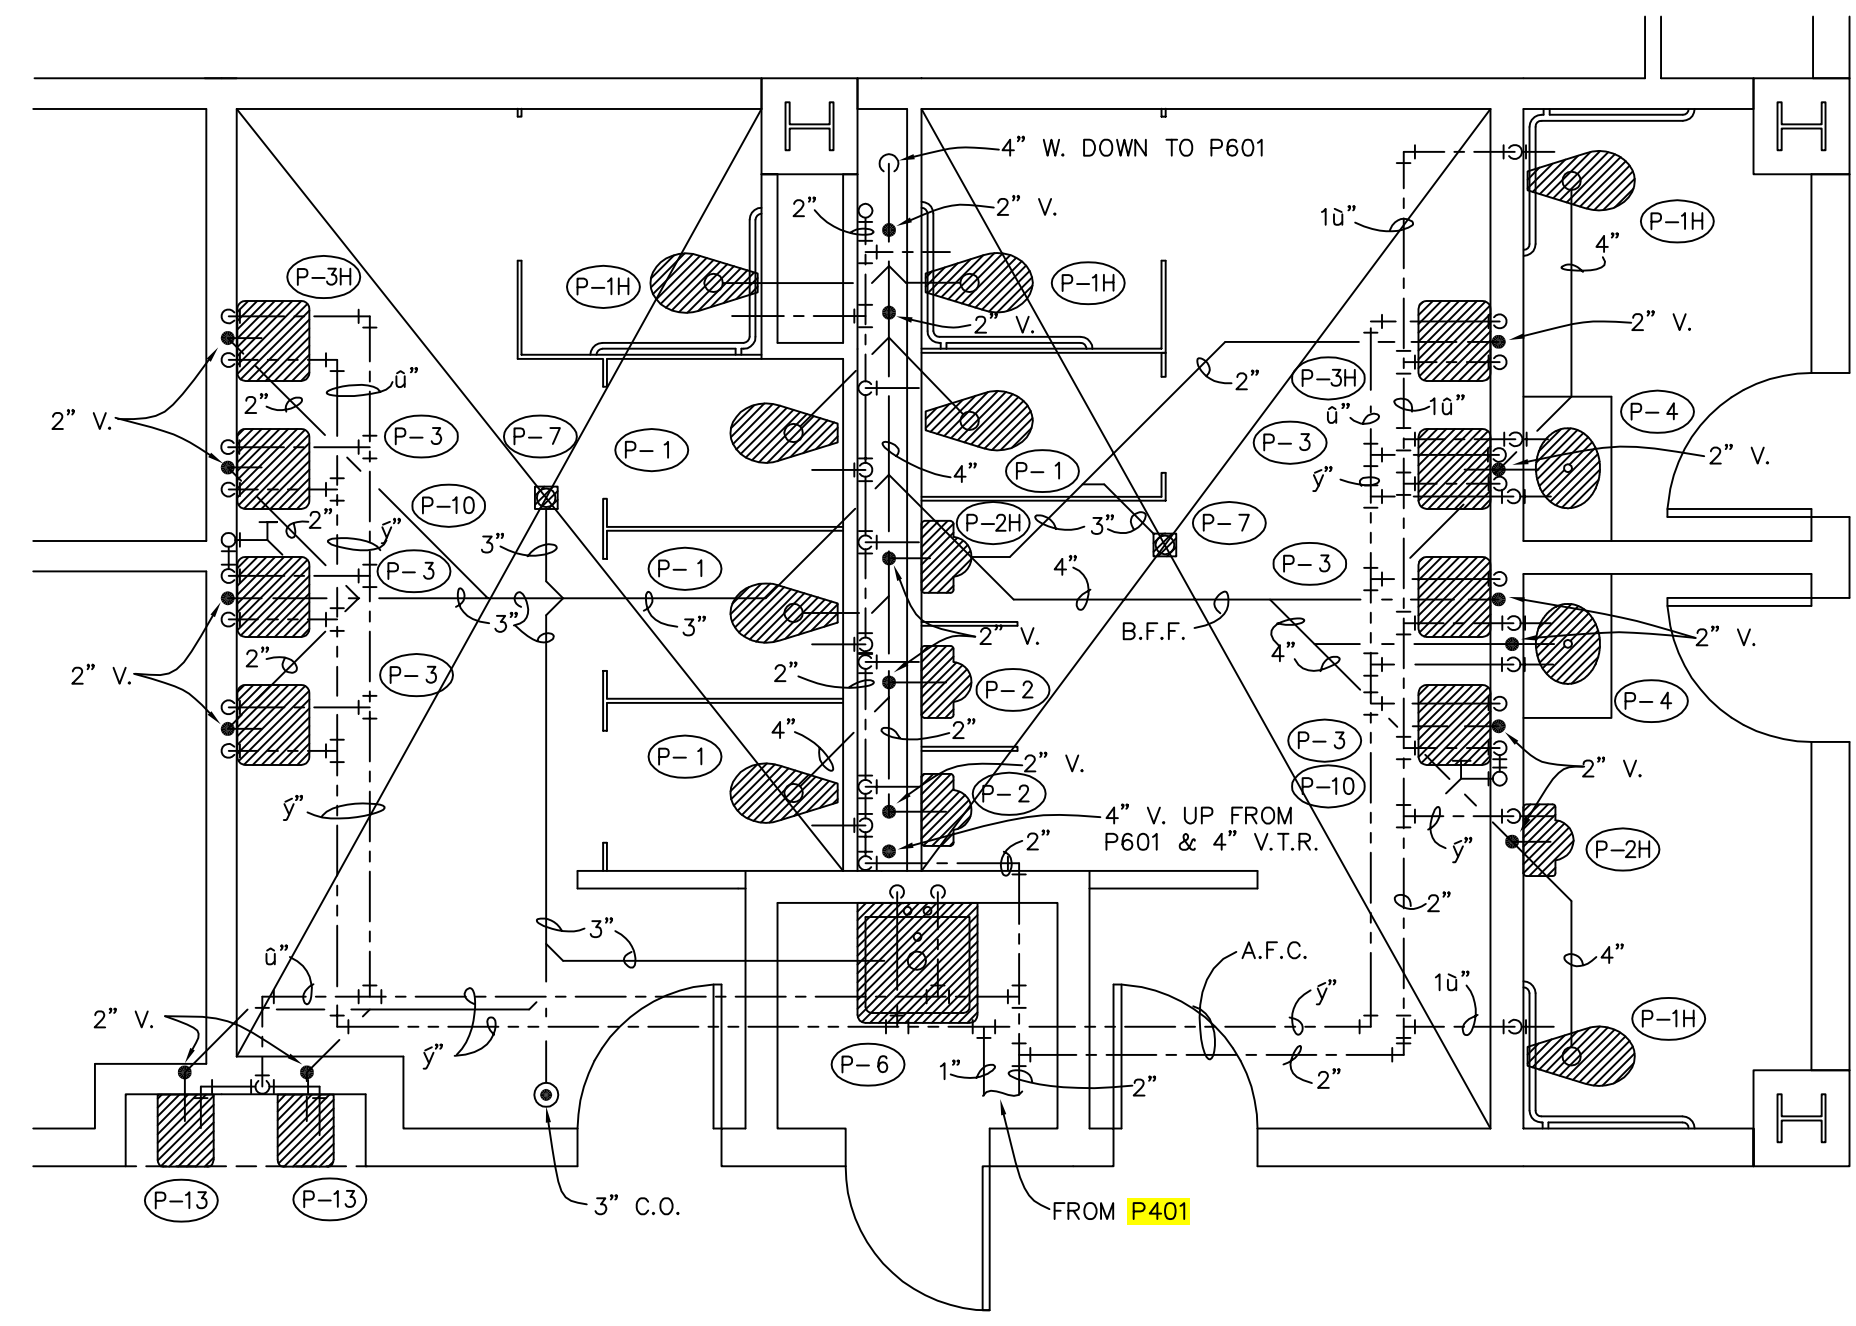 4” W. DOWN TO P601
2”
2” V.
1ù”
P-1H
4”
P-3H
P-1H
P-1H
2” V.
2” V.
û”
2”
2”
P-3H
1û”
P-4
2” V.
P-3
P-7
P-1
û”
P-3
2” V.
4”
P-1
ý”
P-10
2”
P-2H
3”
P-7
ý”
3”
P-3
P-1
4”
P-3
3”
3”
B.F.F.
2” V.
2” V.
2”
4”
2” V.
P-3
2”
P-2
P-4
4”
2”
P-3
P-1
2” V.
2” V.
P-2
P-10
ý”
4” V. UP FROM
P601 & 4” V.T.R.
2”
ý”
P-2H
2”
3”
û”
A.F.C.
4”
1ù”
ý”
2” V.
P-1H
ý”
P-6
1”
2”
2”
P-13
P-13
3” C.O.
FROM P401